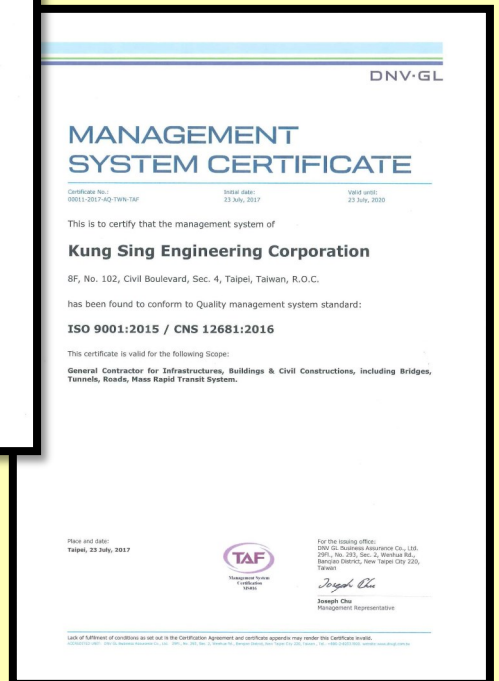 DNV·GL
MANAGEMENT
SYSTEM CERTIFICATE
Certificate No.: Initial date: Valid until:
00011-2017-AQ-TWN-TAF 23 July, 2017 23 July, 2020
This is to certify that the management system of
Kung Sing Engineering Corporation
8F, No. 102, Civil Boulevard, Sec. 4, Taipei, Taiwan, R.O.C.
has been found to conform to Quality management system standard:
ISO 9001:2015 / CNS 12681:2016
This certificate is valid for the following Scope:
General Contractor for Infrastructures, Buildings & Civil Constructions, including Bridges,
Tunnels, Roads, Mass Rapid Transit System.
Place and date:
Taipei, 23 July, 2017
TAF
Management System
Certification
For the issuing office:
DNV GL Business Assurance Co., Ltd.
29Fl., No. 293, Sec. 2, Wenhua Rd.,
Banqiao District, New Taipei City 220,
Taiwan
Joseph Chu
Joseph Chu
Management Representative
Lack of fulfilment of conditions as set out in the Certification Agreement and certificate appendix may render this Certificate invalid.